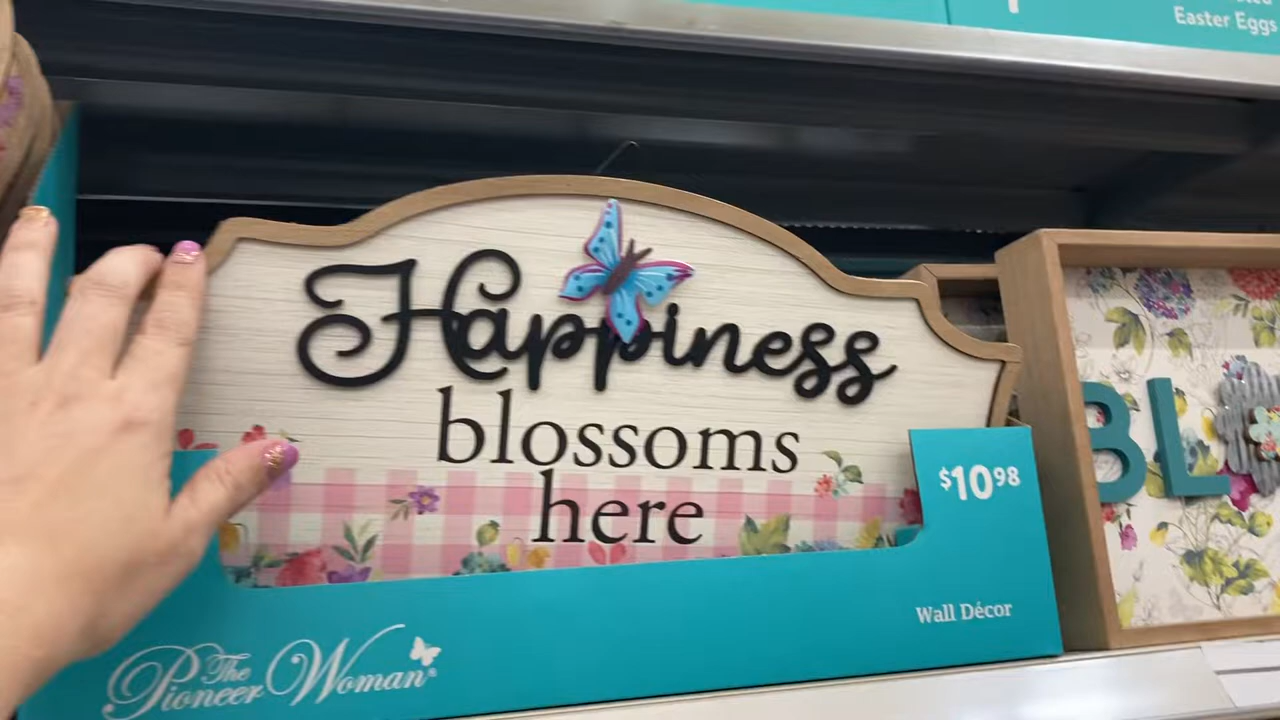 Easter Eggs
Happiness
blossoms
here
$10.98
BL
Wall Décor
The
Pioneer Woman®